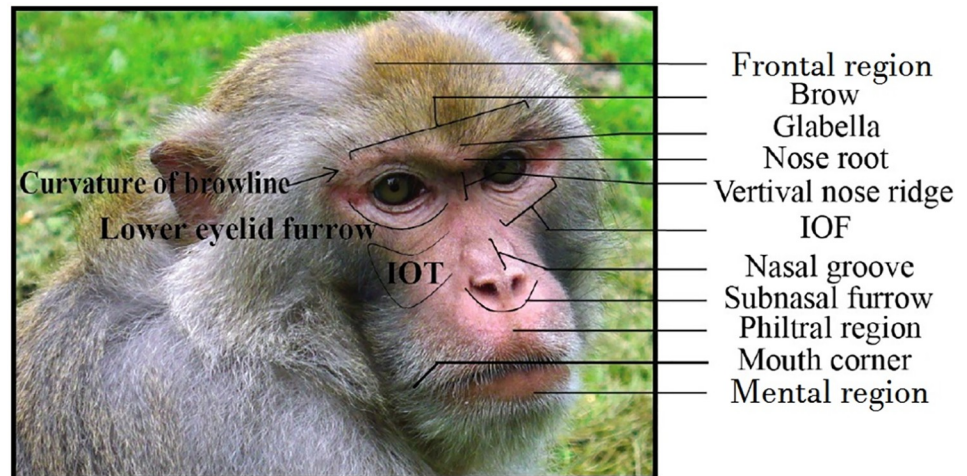 Frontal region
Brow
Glabella
Nose root
Curvature of browline
Vertival nose ridge
Lower eyelid furrow
IOF
IOT
Nasal groove
Subnasal furrow
Philtral region
Mouth corner
Mental region